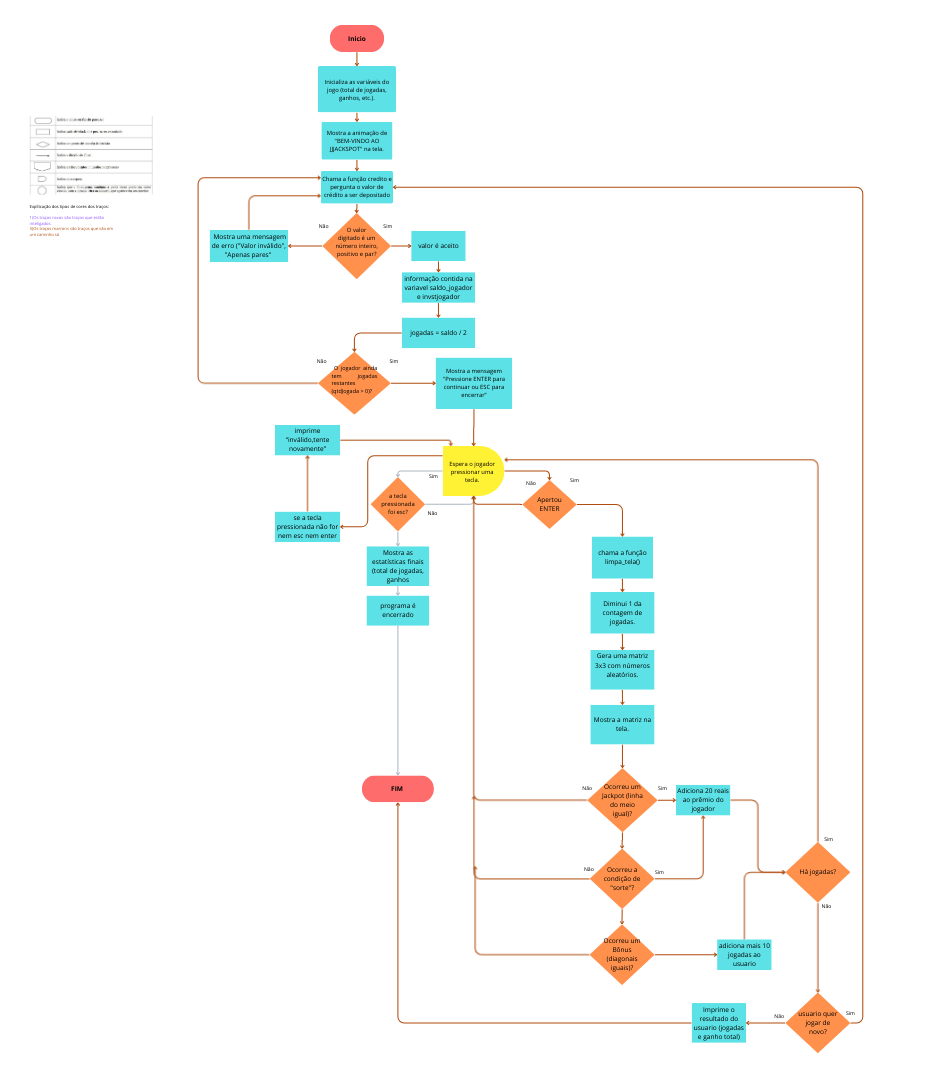 Inicio
Inicializa as variáveis do
jogo (total de jogadas,
ganhos, etc.).
Mostra a animação de
"BEM-VINDO AO
JJACKSPOT" na tela.
Chama a função credito e
pergunta o valor de
crédito a ser depositado
Explicação dos tipos de cores dos traços:
Não
Sim
O valor
digitado é um
número inteiro,
positivo e par?
Mostra uma mensagem
de erro ("Valor inválido",
"Apenas pares"
valor é aceito
informação contida na
variavel saldo_jogador
e invstjogador
jogadas = saldo / 2
Não
Sim
O jogador ainda
tem jogadas
restantes
(qtdjogada > 0)?
Mostra a mensagem
"Pressione ENTER para
continuar ou ESC para
encerrar"
imprime
"inválido,tente
novamente"
Espera o jogador
pressionar uma
tecla.
Sim
Não
Sim
a tecla
pressionada
foi esc?
Não
Apertou
ENTER
se a tecla
pressionada não for
nem esc nem enter
Mostra as
estatísticas finais
(total de jogadas,
ganhos
programa é
encerrado
chama a função
limpa_tela()
Diminui 1 da
contagem de
jogadas.
Gera uma matriz
3x3 com números
aleatórios.
Mostra a matriz na
tela.
FIM
Não
Sim
Ocorreu um
Jackpot (linha
do meio
igual)?
Adiciona 20 reais
ao prêmio do
jogador
Não
Sim
Ocorreu a
condição de
"sorte"?
Sim
Há jogadas?
Não
Ocorreu um
Bônus
(diagonais
iguais)?
adiciona mais 10
jogadas ao
usuario
Imprime o
resultado do
usuario (jogadas
e ganho total)
Não
Sim
usuario quer
jogar de
novo?